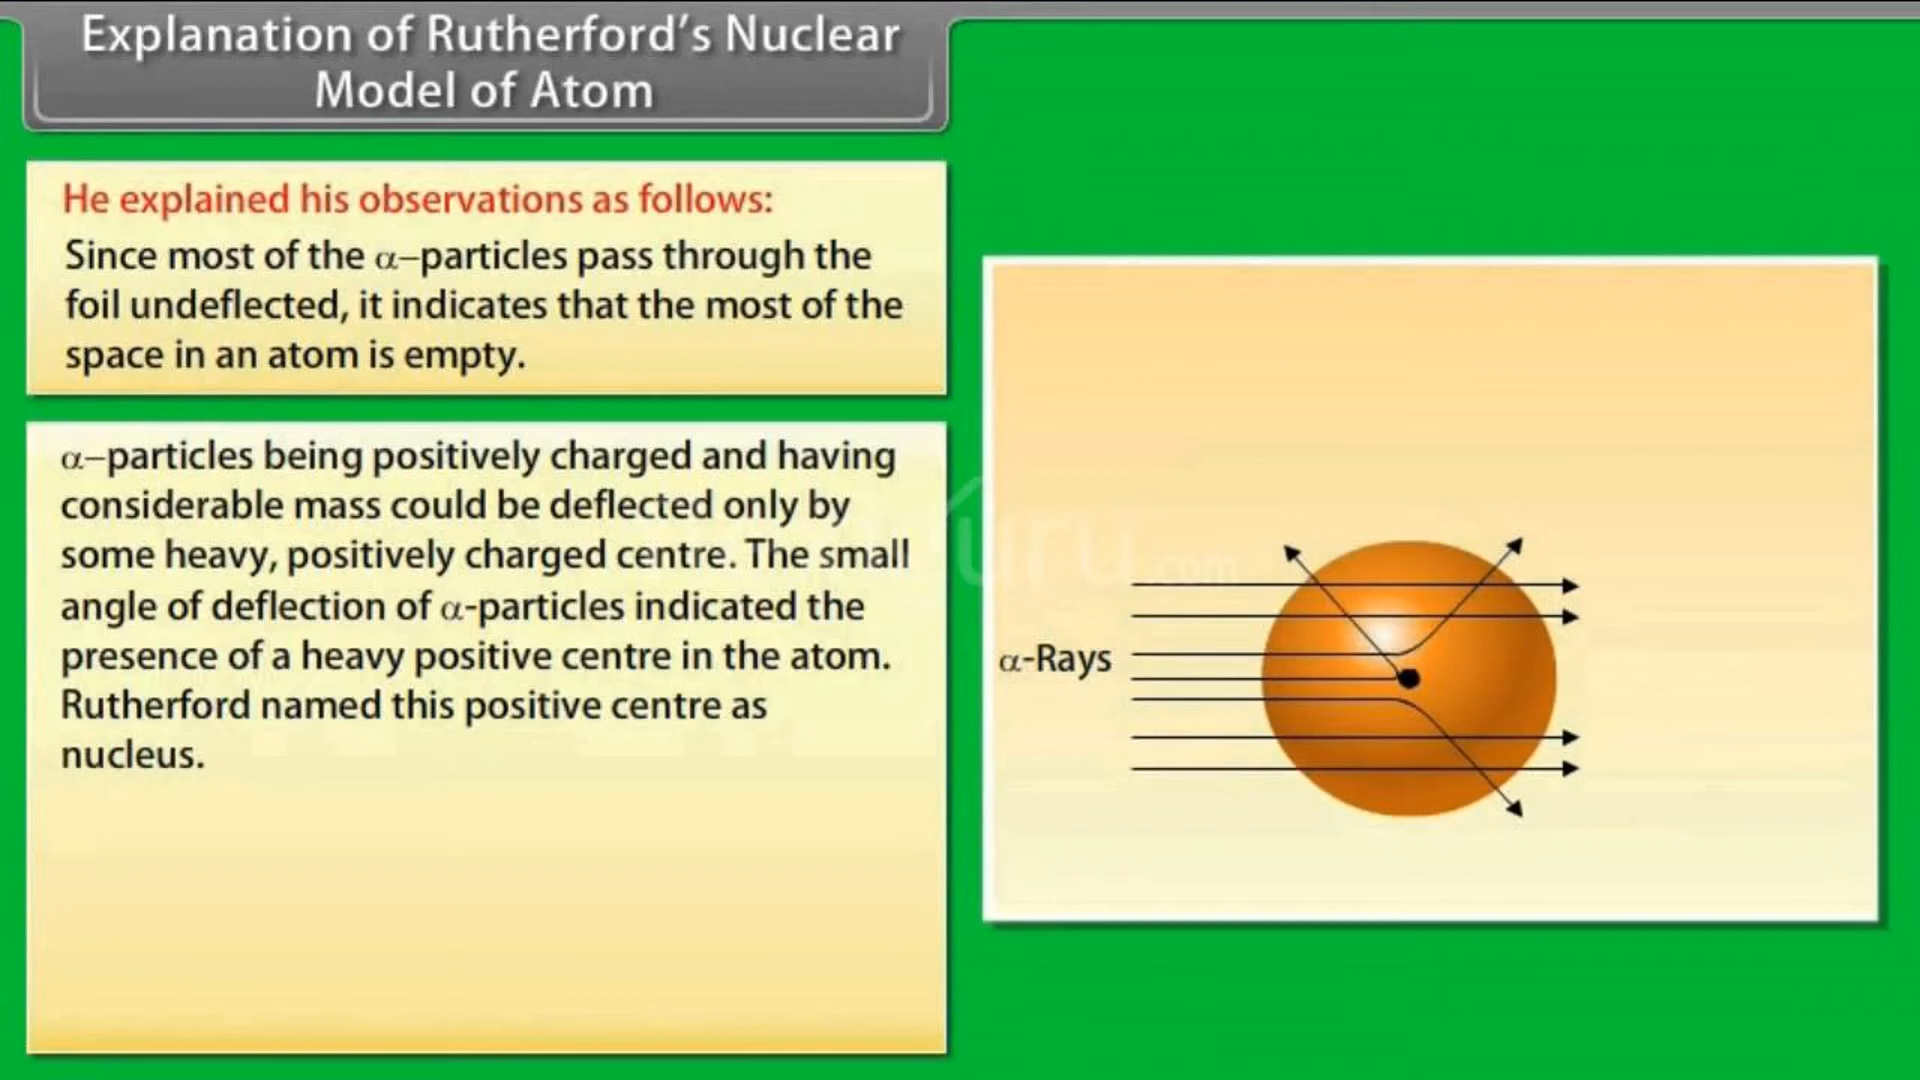 Explanation of Rutherford's Nuclear
Model of Atom
He explained his observations as follows:
Since most of the α–particles pass through the
foil undeflected, it indicates that the most of the
space in an atom is empty.
α–particles being positively charged and having
considerable mass could be deflected only by
some heavy, positively charged centre. The small
angle of deflection of α-particles indicated the
presence of a heavy positive centre in the atom.
Rutherford named this positive centre as
nucleus.
α-Rays